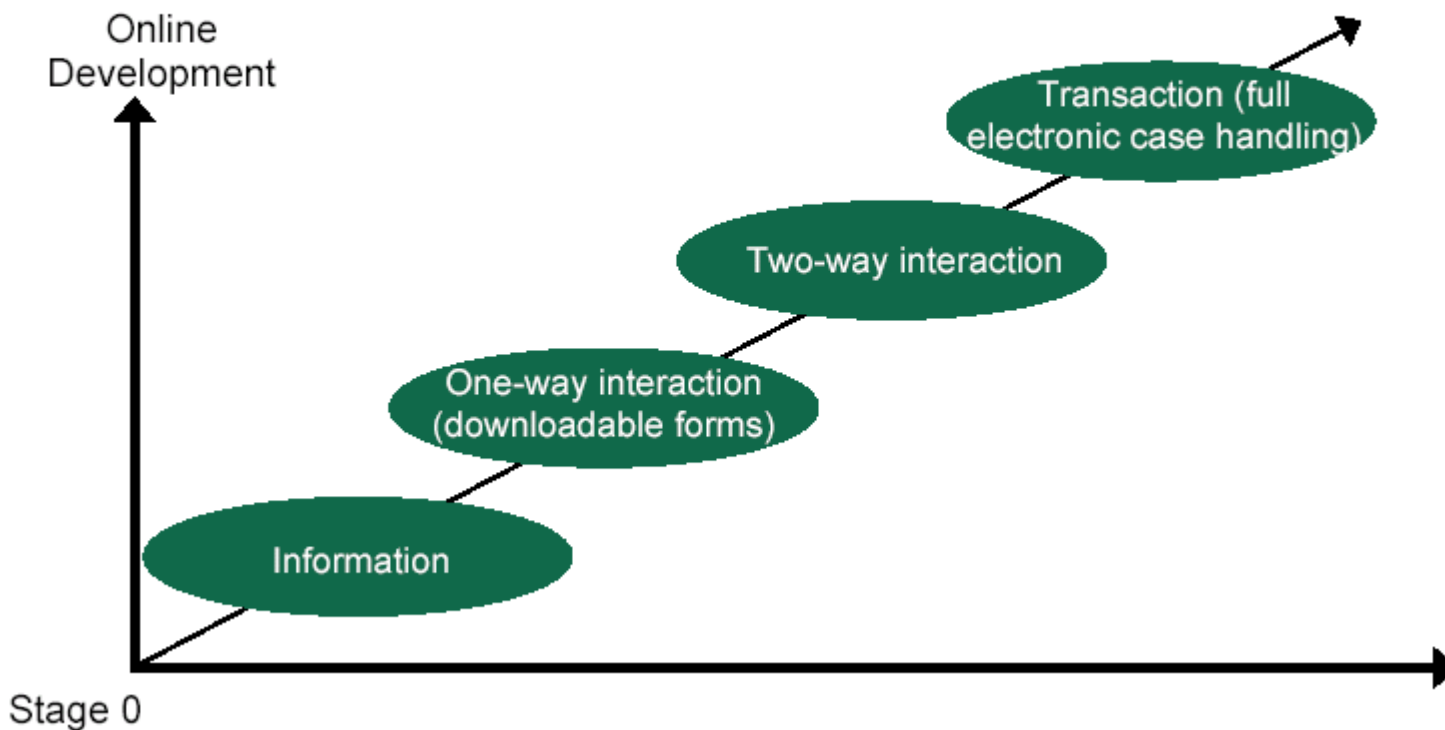 Online
Development
Transaction (full
electronic case handling)
Two-way interaction
One-way interaction
(downloadable forms)
Information
Stage 0